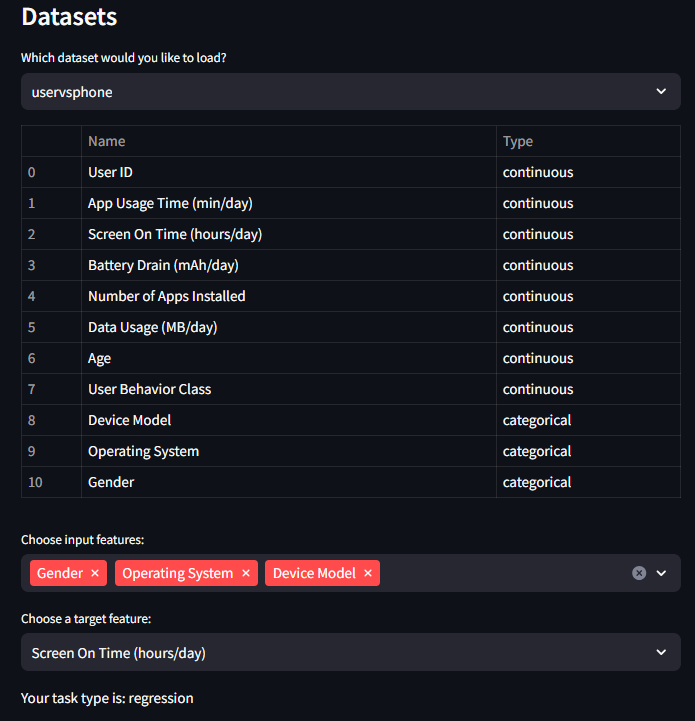 Datasets
Which dataset would you like to load?
uservsphone
Name Type
0 User ID continuous
1 App Usage Time (min/day) continuous
2 Screen On Time (hours/day) continuous
3 Battery Drain (mAh/day) continuous
4 Number of Apps Installed continuous
5 Data Usage (MB/day) continuous
6 Age continuous
7 User Behavior Class continuous
8 Device Model categorical
9 Operating System categorical
10 Gender categorical
Choose input features:
Gender × Operating System × Device Model ×
Choose a target feature:
Screen On Time (hours/day)
Your task type is: regression